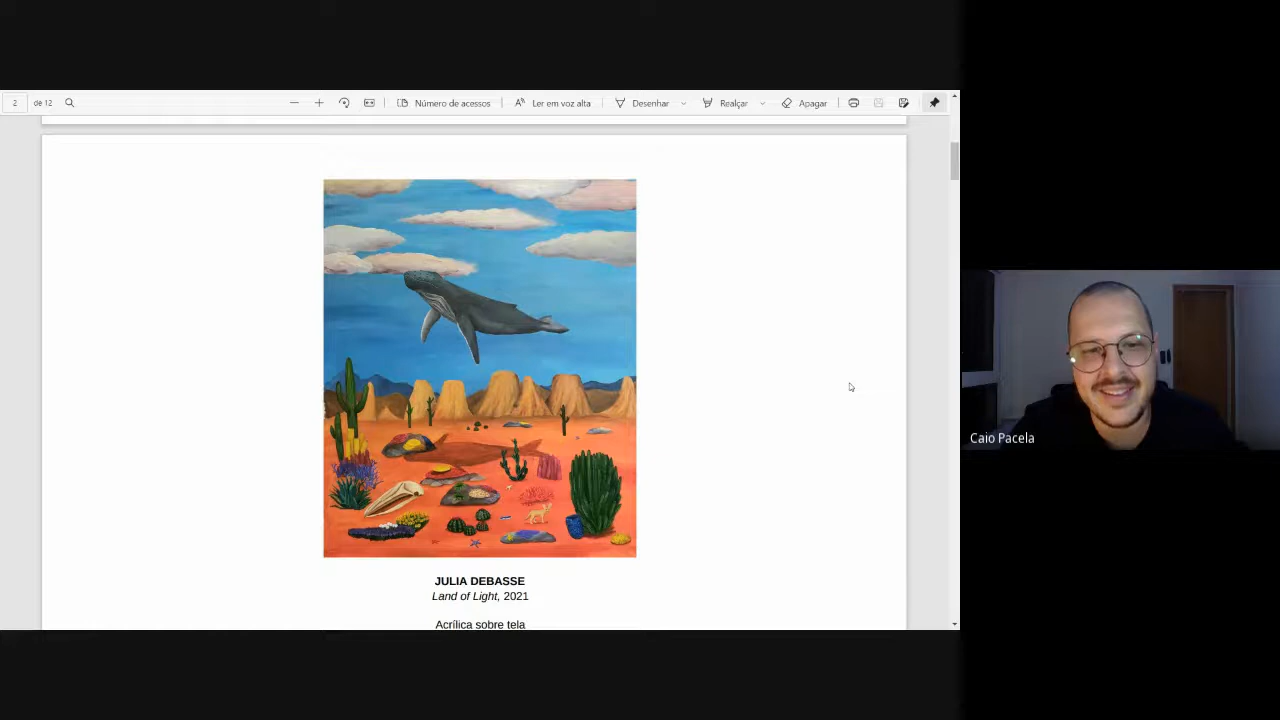 2 de 12 Número de acessos Ler em voz alta Desenhar Realçar Apagar
JULIA DEBASSE
Land of Light, 2021
Acrílica sobre tela
Caio Pacela